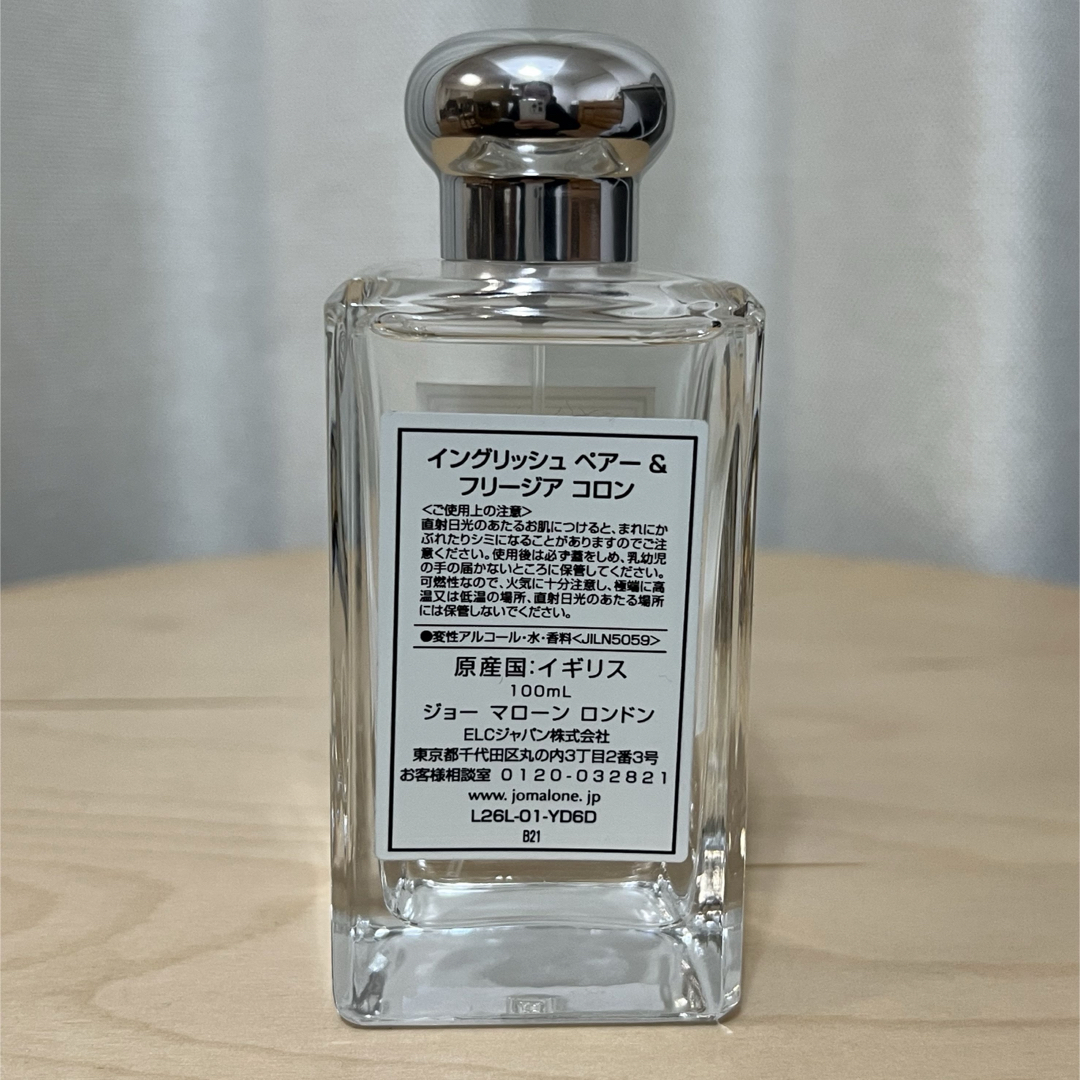 イングリッシュ ペアー &
フリージア コロン
<ご使用上の注意>
直射日光のあたるお肌につけると、まれにか
ぶれたりシミになることがありますのでご注
意ください。使用後は必ず蓋をしめ、乳幼児
の手の届かないところに保管してください。
可燃性なので、火気に十分注意し、極端に高
温又は低温の場所、直射日光のあたる場所
には保管しないでください。
●変性アルコール・水・香料<JILN5059>
原産国：イギリス
100mL
ジョー マローン ロンドン
ELCジャパン株式会社
東京都千代田区丸の内3丁目2番3号
お客様相談室 0120-032821
www. jomalone. jp
L26L-01-YD6D
B21